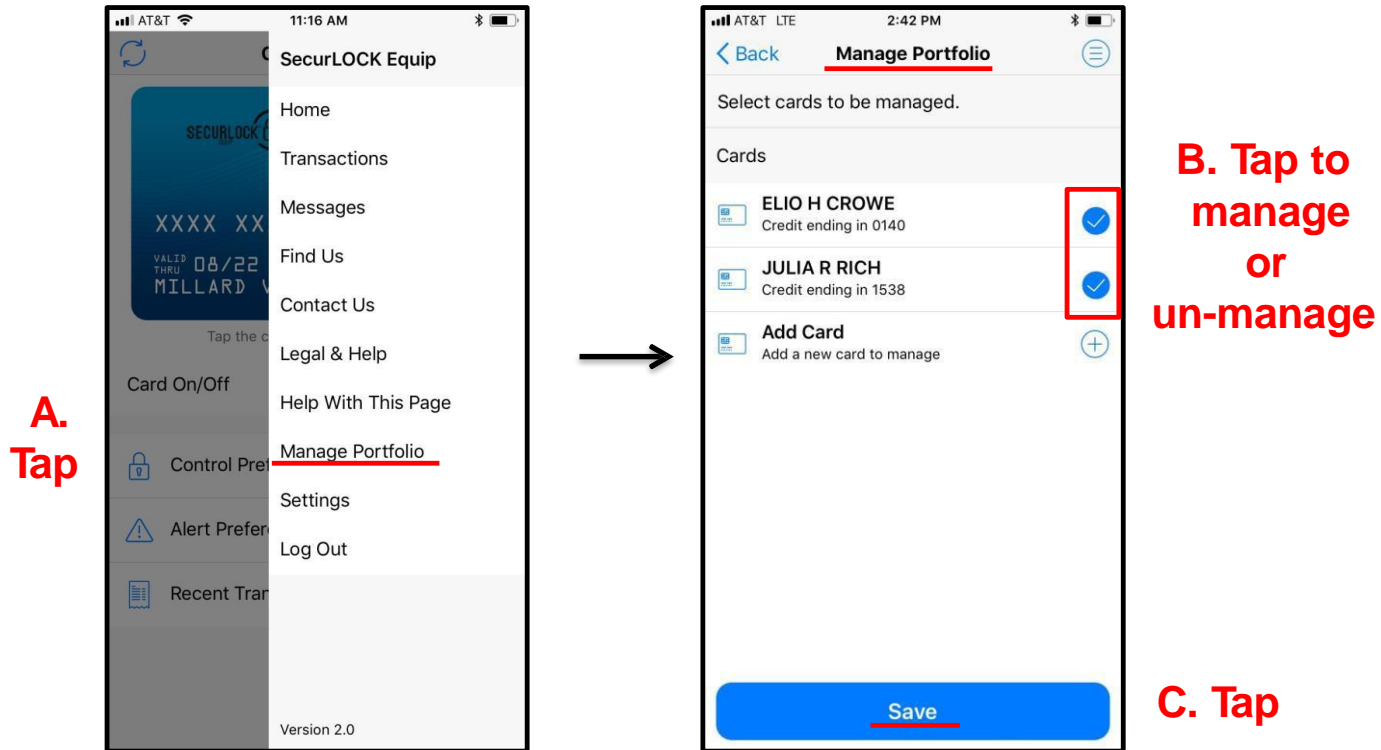 A.
Tap
AT&T 11:16 AM
C
SecurLOCK Equip
SECURLOCK
EQUIP
XXXX XX
VALID
THRU 08/22
MILLARD V
Tap the c
Card On/Off
Control Pref
Alert Prefere
Recent Tran
Home
Transactions
Messages
Find Us
Contact Us
Legal & Help
Help With This Page
Manage Portfolio
Settings
Log Out
Version 2.0
AT&T LTE 2:42 PM
Back Manage Portfolio
Select cards to be managed.
Cards
ELIO H CROWE
Credit ending in 0140
JULIA R RICH
Credit ending in 1538
Add Card
Add a new card to manage
Save
B. Tap to
manage
or
un-manage
C. Tap